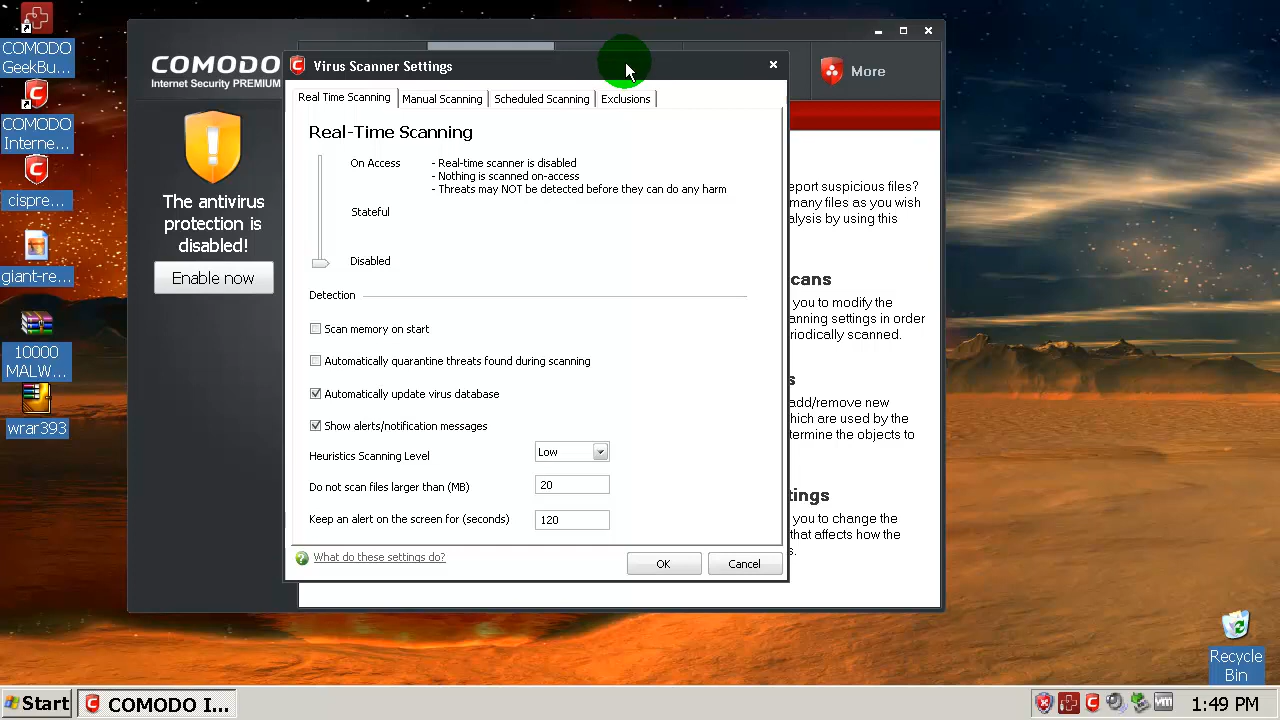 COMODO
GeekBu...
COMODO
Interne...
cispre...
giant-re...
10000
MALW...
wrar393
COMODO
Internet Security PREMIUM
More
The antivirus
protection is
disabled!
Enable now
Virus Scanner Settings
Real Time Scanning
Manual Scanning
Scheduled Scanning
Exclusions
Real-Time Scanning
On Access
- Real-time scanner is disabled
- Nothing is scanned on-access
- Threats may NOT be detected before they can do any harm
Stateful
Disabled
Detection
Scan memory on start
Automatically quarantine threats found during scanning
Automatically update virus database
Show alerts/notification messages
Heuristics Scanning Level
Low
Do not scan files larger than (MB)
20
Keep an alert on the screen for (seconds)
120
What do these settings do?
OK
Cancel
eport suspicious files?
many files as you wish
alysis by using this
cans
you to modify the
anning settings in order
riodically scanned.
s
add/remove new
hich are used by the
termine the objects to
tings
you to change the
that affects how the
s.
Recycle
Bin
Start
COMODO I...
vm
1:49 PM